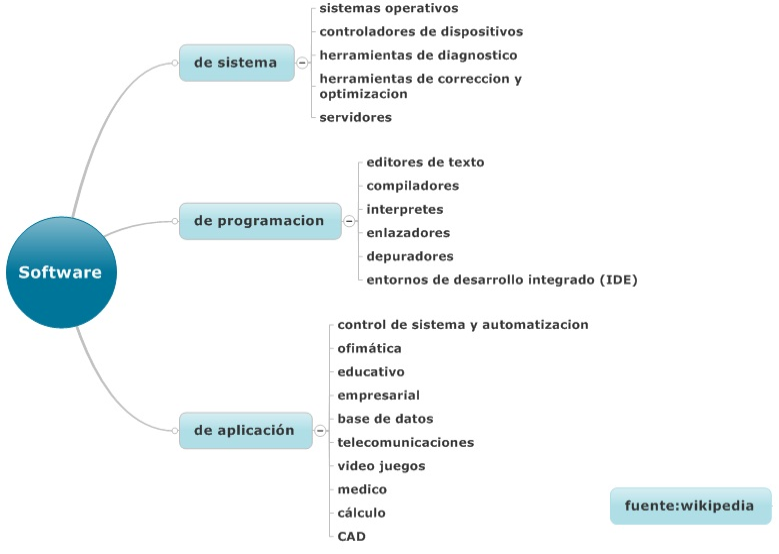 Software
de sistema
sistemas operativos
controladores de dispositivos
herramientas de diagnostico
herramientas de correccion y
optimizacion
servidores
de programacion
editores de texto
compiladores
interpretes
enlazadores
depuradores
entornos de desarrollo integrado (IDE)
de aplicación
control de sistema y automatizacion
ofimática
educativo
empresarial
base de datos
telecomunicaciones
video juegos
medico
cálculo
CAD
fuente:wikipedia